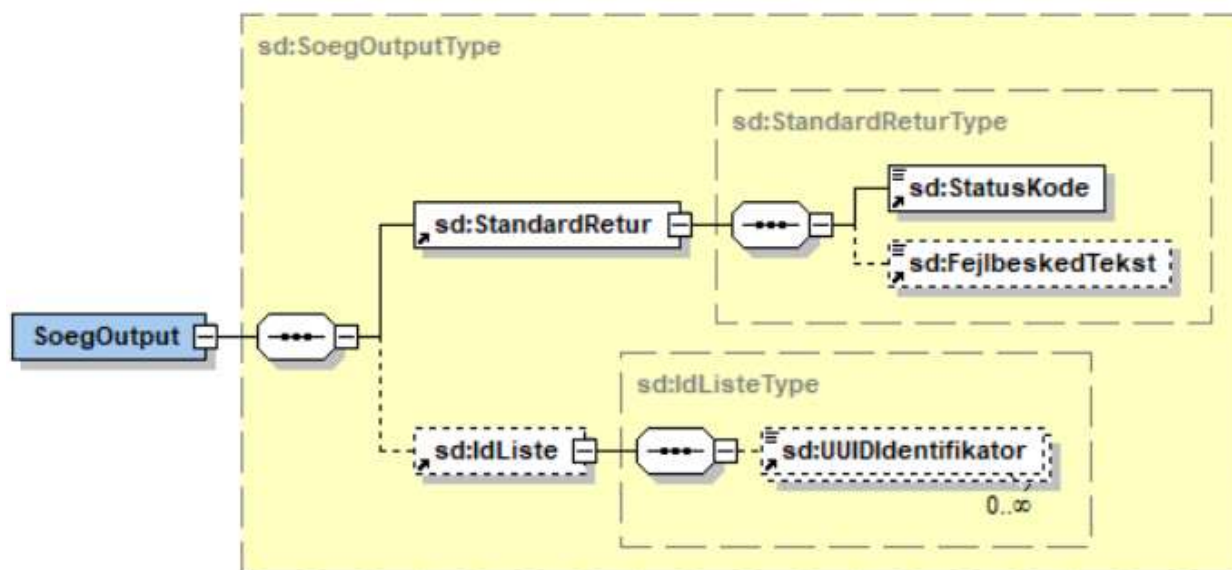 sd:SoegOutputType
sd:StandardReturType
sd:StatusKode
sd:StandardRetur
sd:FejlbeskedTekst
SoegOutput
sd:IdListeType
sd:IdListe
sd:UUIDIdentifikator
0..∞